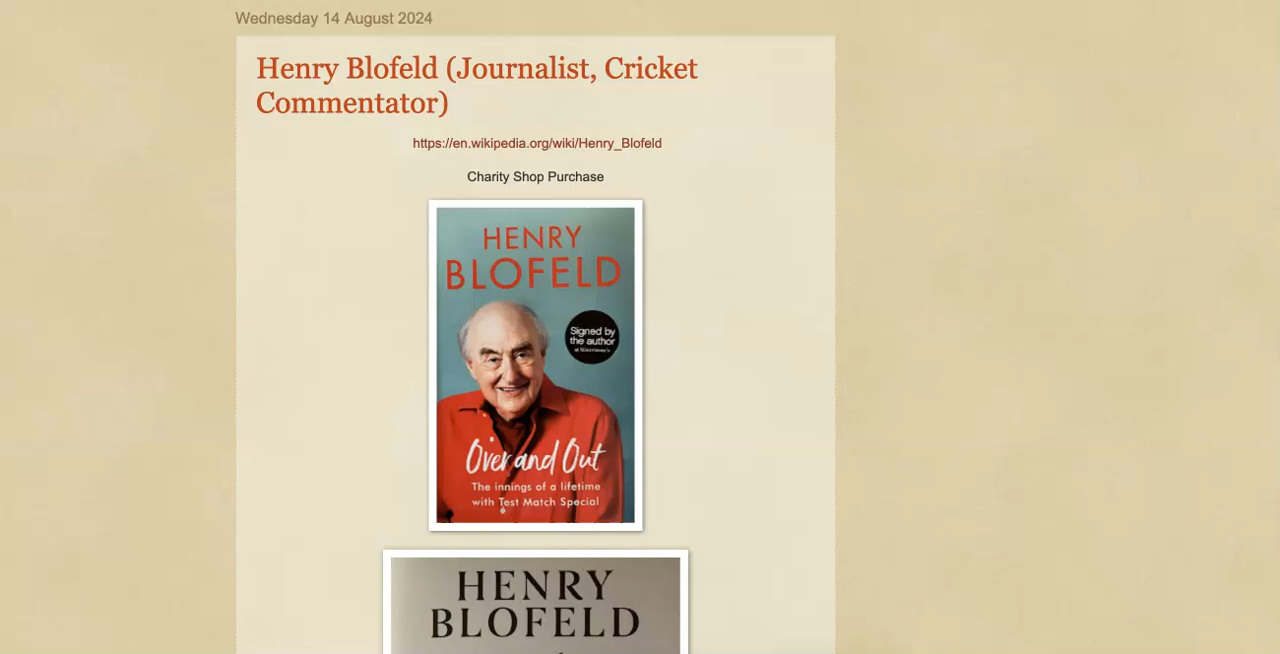 Wednesday 14 August 2024
Henry Blofeld (Journalist, Cricket
Commentator)
https://en.wikipedia.org/wiki/Henry_Blofeld
Charity Shop Purchase
HENRY
BLOFELD
Signed by
the author
Over and Out
The innings of a lifetime
with Test Match Special
HENRY
BLOFELD